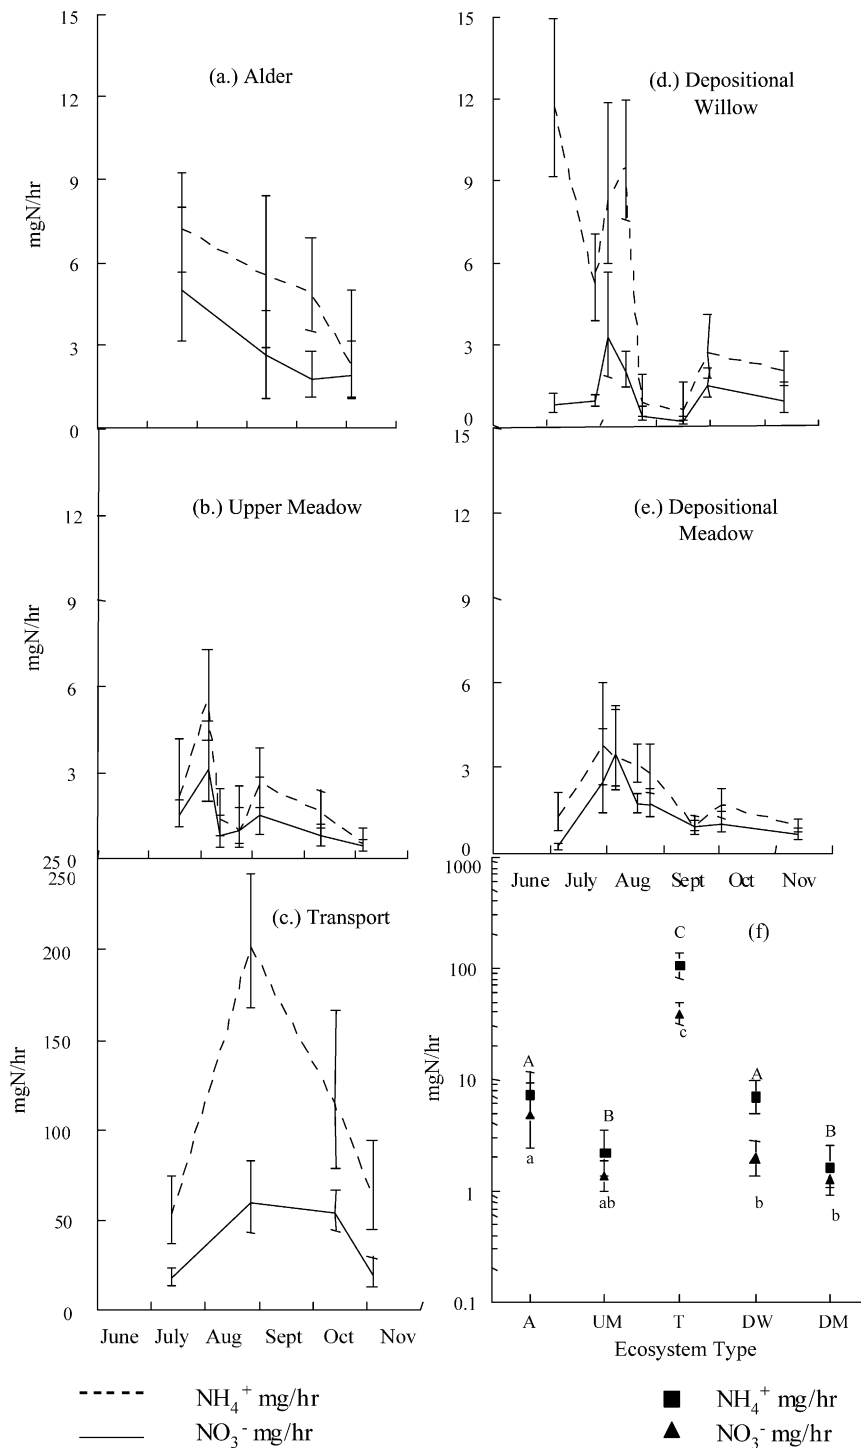 (a.) Alder
15
12
9
6
3
0
mgN/hr
(d.) Depositional
Willow
15
12
9
6
3
0
(b.) Upper Meadow
12
9
6
3
0
mgN/hr
(e.) Depositional
Meadow
15
12
9
6
3
0
June July Aug Sept Oct Nov
(c.) Transport
250
250
200
150
100
50
0
mgN/hr
June July Aug Sept Oct Nov
(f)
1000
100
10
1
0.1
mgN/hr
A B C A B
a ab c b b
A UM T DW DM
Ecosystem Type
NH₄⁺ mg/hr
NO₃⁻ mg/hr
NH₄⁺ mg/hr
NO₃⁻ mg/hr